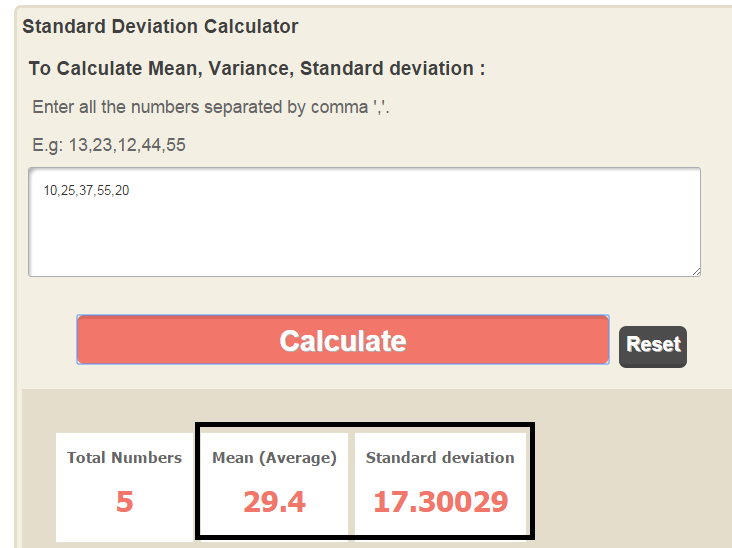 Standard Deviation Calculator
To Calculate Mean, Variance, Standard deviation :
Enter all the numbers separated by comma ','.
E.g: 13,23,12,44,55
10,25,37,55,20
Calculate
Reset
Total Numbers
5
Mean (Average)
29.4
Standard deviation
17.30029